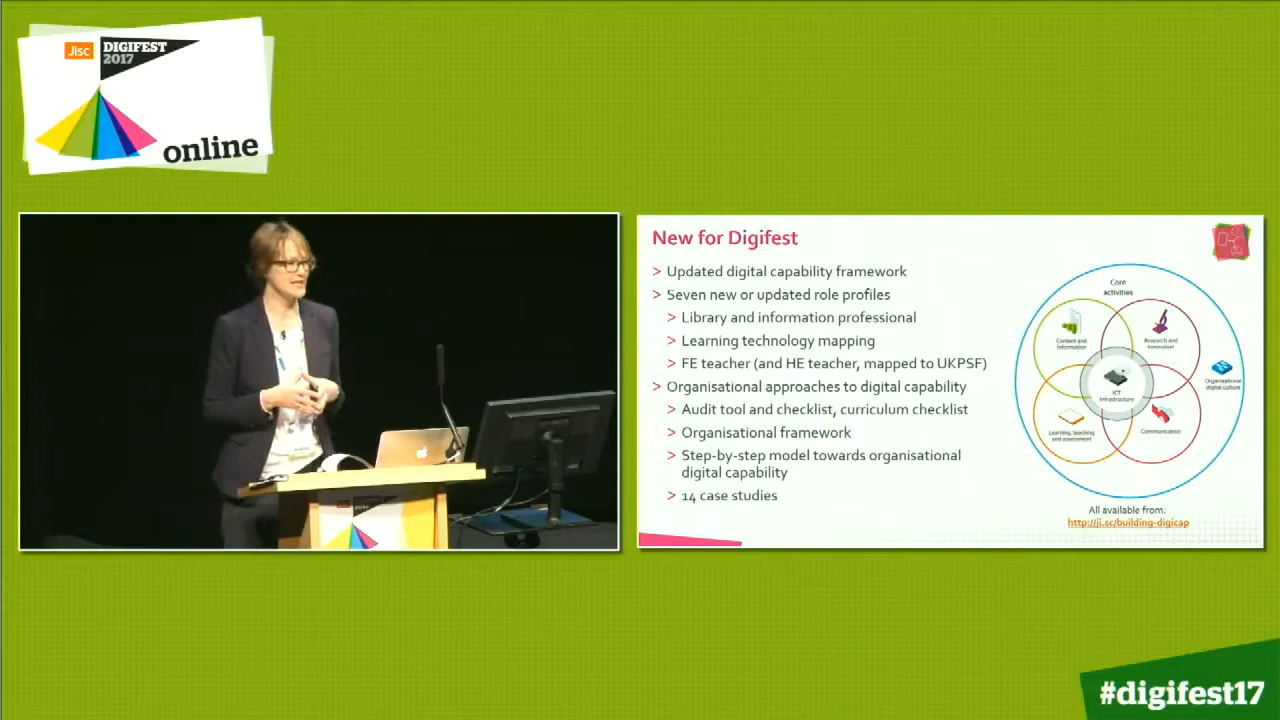 Jisc
DIGIFEST
2017
online
New for Digifest
> Updated digital capability framework
> Seven new or updated role profiles
> Library and information professional
> Learning technology mapping
> FE teacher (and HE teacher, mapped to UKPSF)
> Organisational approaches to digital capability
> Audit tool and checklist, curriculum checklist
> Organisational framework
> Step-by-step model towards organisational
digital capability
> 14 case studies
Core
activities
Content and
information
Research and
innovation
ICT
infrastructure
Organisational
digital culture
Learning, teaching
and assessment
Communication
All available from:
http://ji.sc/building-digicap
#digifest17